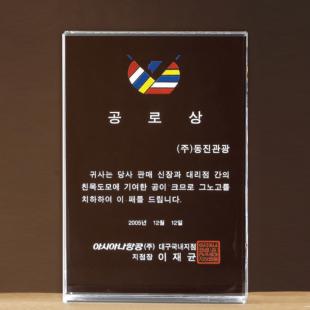 공 로 상
(주)동진관광
귀사는 당사 판매 신장과 대리점 간의
친목도모에 기여한 공이 크므로 그노고를
치하하여 이 패를 드립니다.
2005년 12월 12일
아시아나항공(주) 대구국내지점
지점장 이 재 균